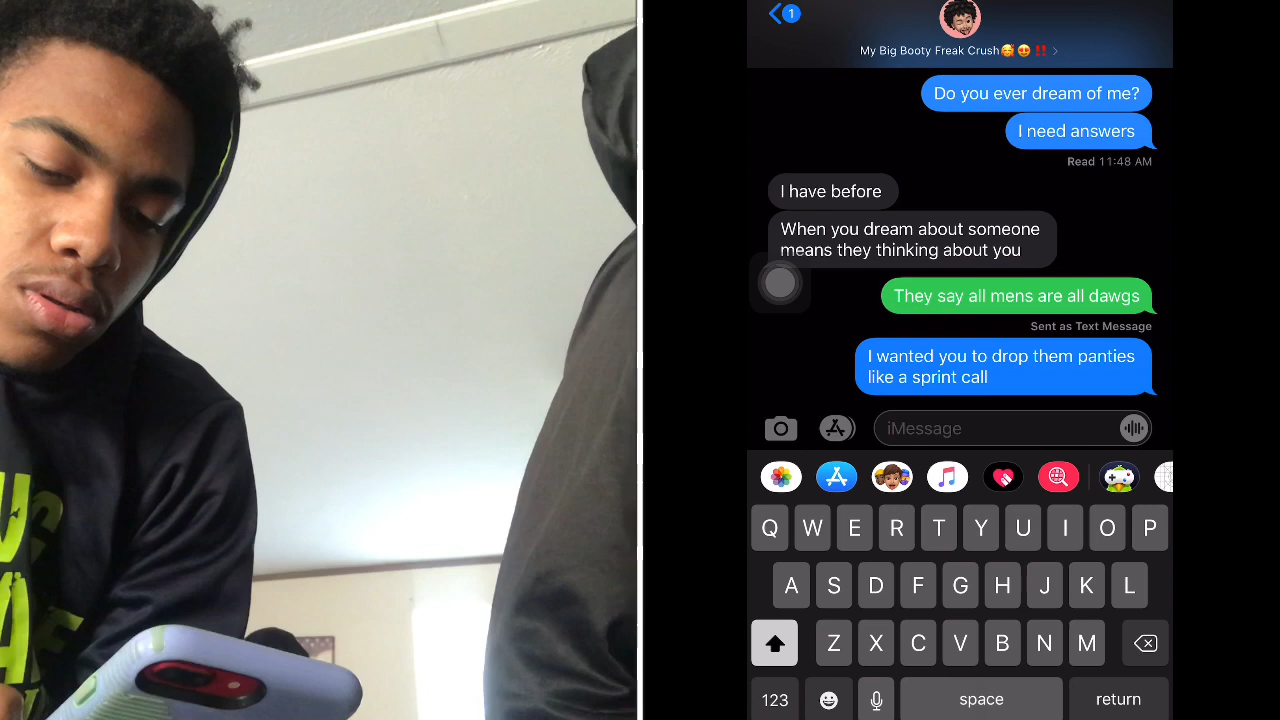 1
My Big Booty Freak Crush🥰😍‼️ >
Do you ever dream of me?
I need answers
Read 11:48 AM
I have before
When you dream about someone
means they thinking about you
They say all mens are all dawgs
Sent as Text Message
I wanted you to drop them panties
like a sprint call
iMessage
Q W E R T Y U I O P
A S D F G H J K L
Z X C V B N M
123 space return